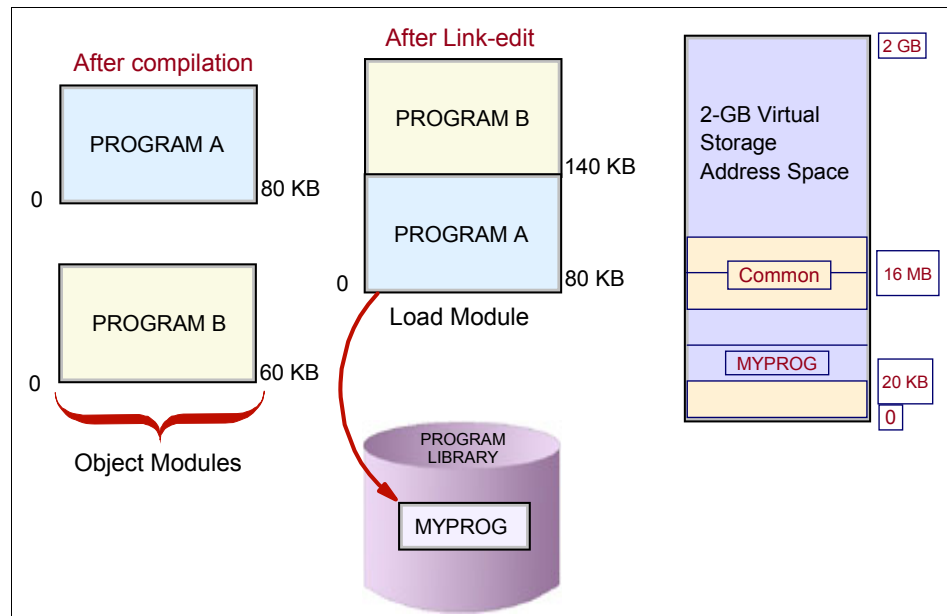 After compilation
PROGRAM A
0
80 KB
PROGRAM B
0
60 KB
Object Modules
After Link-edit
PROGRAM B
140 KB
PROGRAM A
0
80 KB
Load Module
PROGRAM
LIBRARY
MYPROG
2 GB
2-GB Virtual
Storage
Address Space
Common
16 MB
MYPROG
20 KB
0